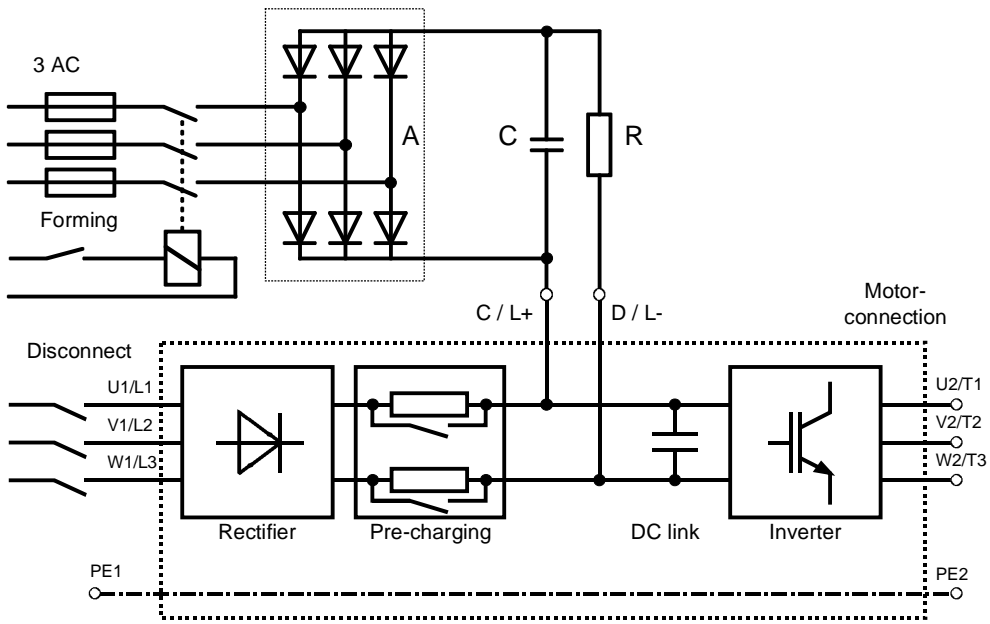 3 AC
A
C
R
Forming
C / L+
D / L-
Motor-
connection
Disconnect
U1/L1
V1/L2
W1/L3
U2/T1
V2/T2
W2/T3
Rectifier
Pre-charging
DC link
Inverter
PE1
PE2